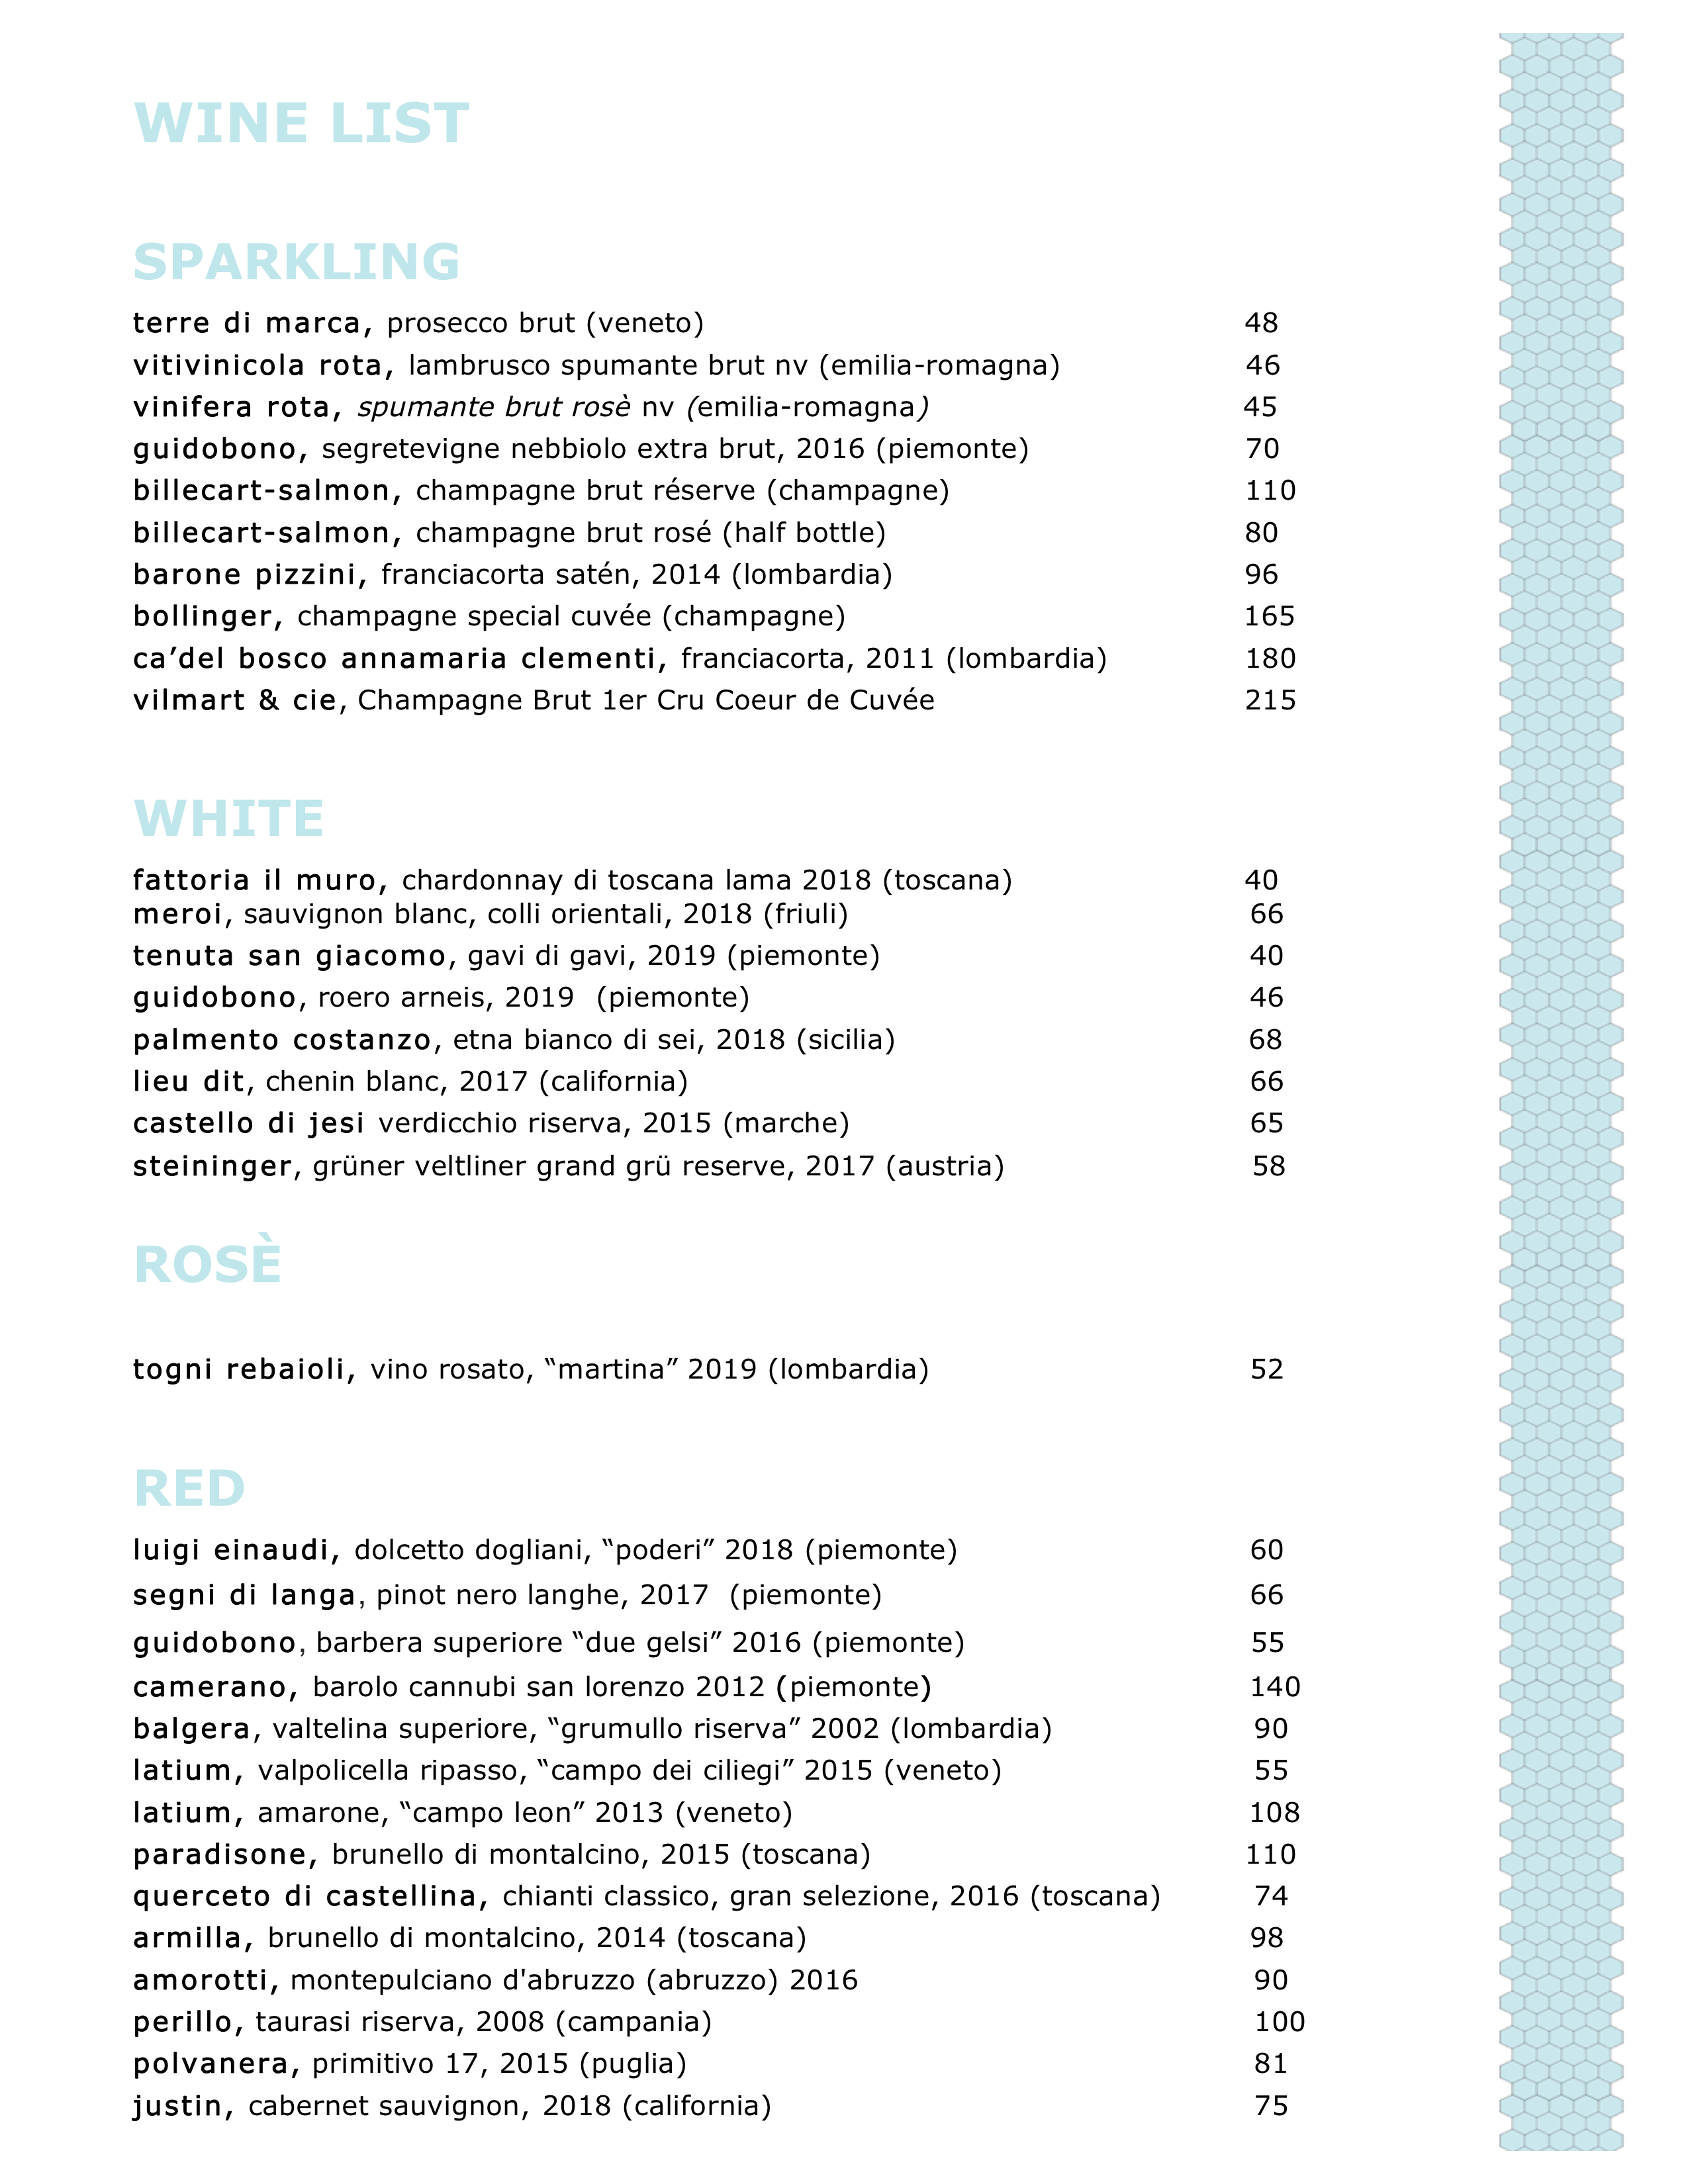 WINE LIST
SPARKLING
terre di marca, prosecco brut (veneto) 48
vitivinicola rota, lambrusco spumante brut nv (emilia-romagna) 46
vinifera rota, spumante brut rosè nv (emilia-romagna) 45
guidobono, segretevigne nebbiolo extra brut, 2016 (piemonte) 70
billecart-salmon, champagne brut réserve (champagne) 110
billecart-salmon, champagne brut rosé (half bottle) 80
barone pizzini, franciacorta satén, 2014 (lombardia) 96
bollinger, champagne special cuvée (champagne) 165
ca’del bosco annamaria clementi, franciacorta, 2011 (lombardia) 180
vilmart & cie, Champagne Brut 1er Cru Coeur de Cuvée 215
WHITE
fattoria il muro, chardonnay di toscana lama 2018 (toscana) 40
meroi, sauvignon blanc, colli orientali, 2018 (friuli) 66
tenuta san giacomo, gavi di gavi, 2019 (piemonte) 40
guidobono, roero arneis, 2019 (piemonte) 46
palmento costanzo, etna bianco di sei, 2018 (sicilia) 68
lieu dit, chenin blanc, 2017 (california) 66
castello di jesi verdicchio riserva, 2015 (marche) 65
steininger, grüner veltliner grand grü reserve, 2017 (austria) 58
ROSÈ
togni rebaioli, vino rosato, “martina” 2019 (lombardia) 52
RED
luigi einaudi, dolcetto dogliani, “poderi” 2018 (piemonte) 60
segni di langa, pinot nero langhe, 2017 (piemonte) 66
guidobono, barbera superiore “due gelsi” 2016 (piemonte) 55
camerano, barolo cannubi san lorenzo 2012 (piemonte) 140
balgera, valtelina superiore, “grumullo riserva” 2002 (lombardia) 90
latium, valpolicella ripasso, “campo dei ciliegi” 2015 (veneto) 55
latium, amarone, “campo leon” 2013 (veneto) 108
paradisone, brunello di montalcino, 2015 (toscana) 110
querceto di castellina, chianti classico, gran selezione, 2016 (toscana) 74
armilla, brunello di montalcino, 2014 (toscana) 98
amorotti, montepulciano d'abruzzo (abruzzo) 2016 90
perillo, taurasi riserva, 2008 (campania) 100
polvanera, primitivo 17, 2015 (puglia) 81
justin, cabernet sauvignon, 2018 (california) 75